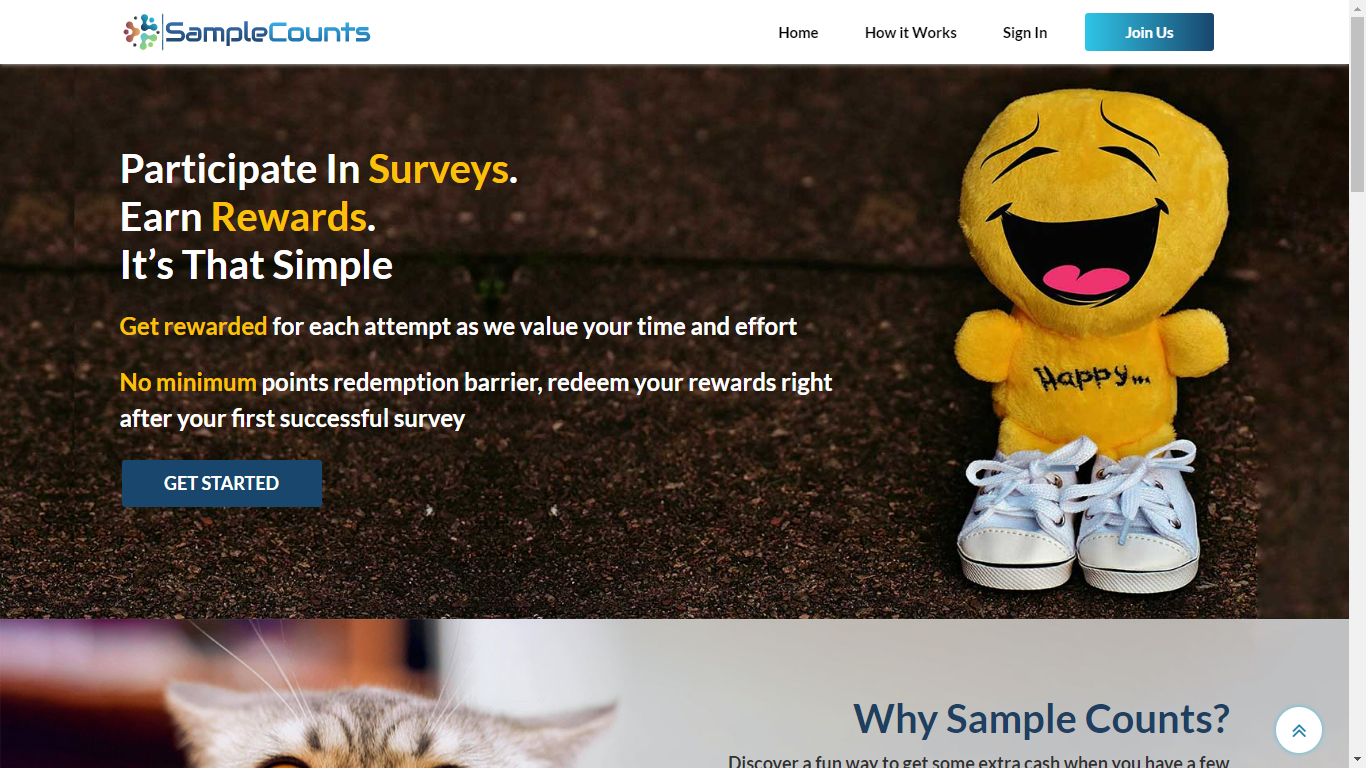 SampleCounts
Home
How it Works
Sign In
Join Us
Participate In Surveys.
Earn Rewards.
It's That Simple
Get rewarded for each attempt as we value your time and effort
No minimum points redemption barrier, redeem your rewards right
after your first successful survey
Happy...
GET STARTED
Why Sample Counts?
Discover a fun way to get some extra cash when you have a few